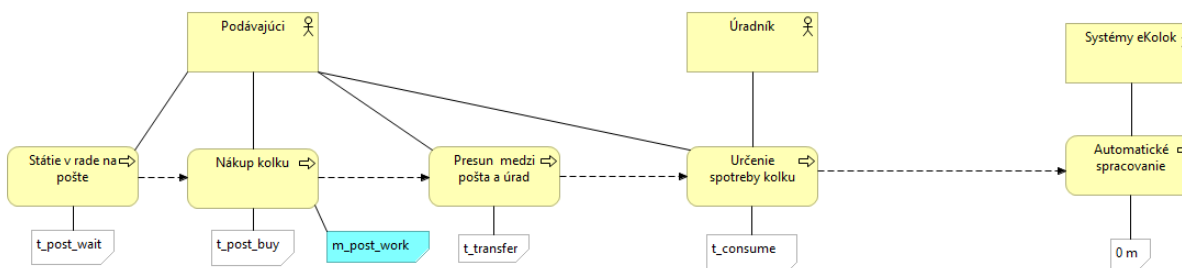 Podávajúci
Úradník
Systémy eKolok
Státie v rade na
pošte
Nákup kolku
Presun medzi
pošta a úrad
Určenie
spotreby kolku
Automatické
spracovanie
t_post_wait
t_post_buy
m_post_work
t_transfer
t_consume
0 m